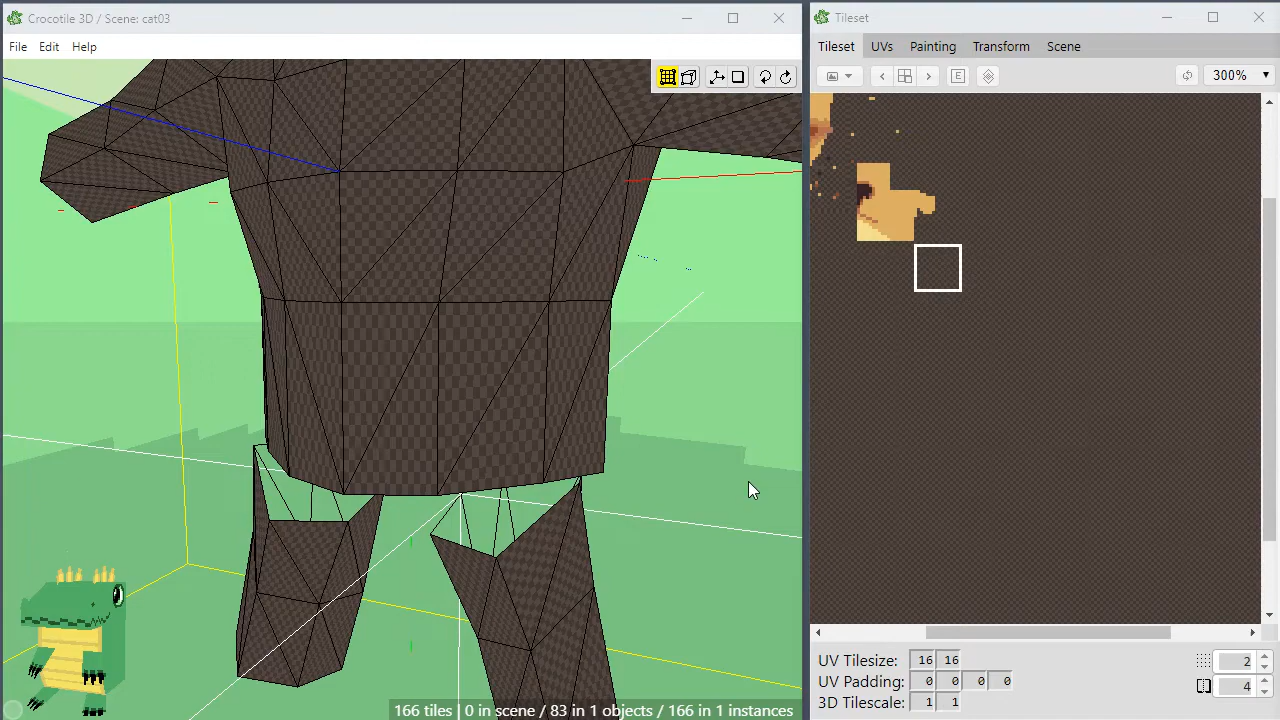 Crocotile 3D / Scene: cat03
File Edit Help
166 tiles | 0 in scene / 83 in 1 objects / 166 in 1 instances
Tileset
Tileset UVs Painting Transform Scene
E 300%
UV Tilesize: 16 16 2
UV Padding: 0 0 0 0 4
3D Tilescale: 1 1